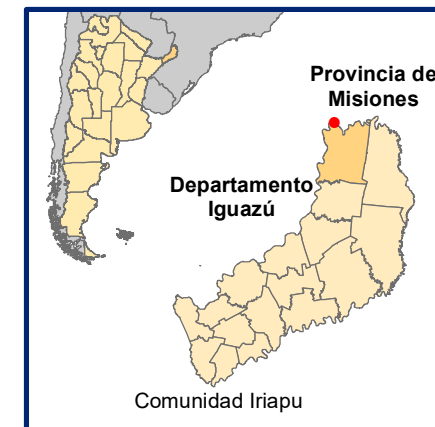 Provincia de
Misiones
Departamento
Iguazú
Comunidad Iriapu